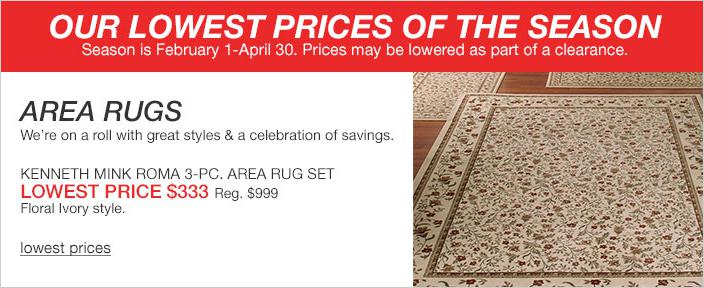 OUR LOWEST PRICES OF THE SEASON
Season is February 1-April 30. Prices may be lowered as part of a clearance.
AREA RUGS
We’re on a roll with great styles & a celebration of savings.
KENNETH MINK ROMA 3-PC. AREA RUG SET
LOWEST PRICE $333 Reg. $999
Floral Ivory style.
lowest prices